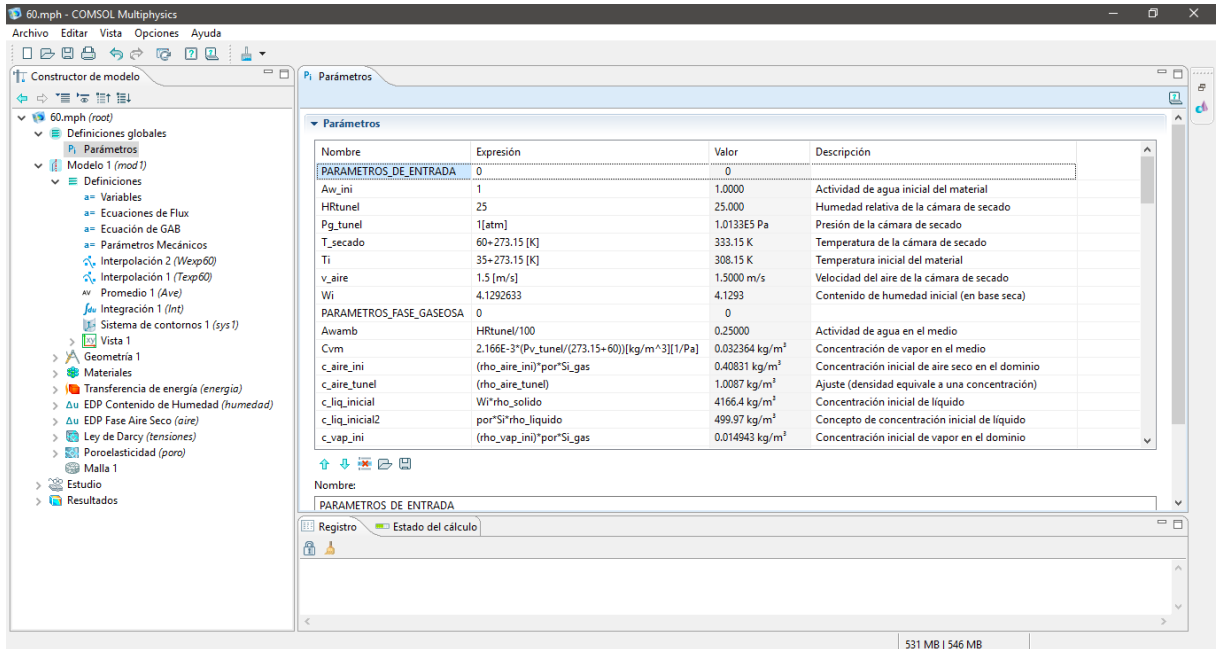 60.mph - COMSOL Multiphysics
Archivo Editar Vista Opciones Ayuda
Constructor de modelo
60.mph (root)
Definiciones globales
Pi Parámetros
Modelo 1 (mod1)
Definiciones
a= Variables
a= Ecuaciones de Flux
a= Ecuación de GAB
a= Parámetros Mecánicos
Interpolación 2 (Wexp60)
Interpolación 1 (Texp60)
AV Promedio 1 (Ave)
∫du Integración 1 (Int)
Sistema de contornos 1 (sys1)
xy Vista 1
Geometría 1
Materiales
Transferencia de energía (energia)
Δu EDP Contenido de Humedad (humedad)
Δu EDP Fase Aire Seco (aire)
Ley de Darcy (tensiones)
Poroelasticidad (poro)
Malla 1
Estudio
Resultados
Pi Parámetros
Parámetros
Nombre Expresión Valor Descripción
PARAMETROS_DE_ENTRADA 0 0
Aw_ini 1 1.0000 Actividad de agua inicial del material
HRtunel 25 25.000 Humedad relativa de la cámara de secado
Pg_tunel 1[atm] 1.0133E5 Pa Presión de la cámara de secado
T_secado 60+273.15 [K] 333.15 K Temperatura de la cámara de secado
Ti 35+273.15 [K] 308.15 K Temperatura inicial del material
v_aire 1.5 [m/s] 1.5000 m/s Velocidad del aire de la cámara de secado
Wi 4.1292633 4.1293 Contenido de humedad inicial (en base seca)
PARAMETROS_FASE_GASEOSA 0 0
Awamb HRtunel/100 0.25000 Actividad de agua en el medio
Cvm 2.166E-3*(Pv_tunel/(273.15+60))[kg/m^3][1/Pa] 0.032364 kg/m³ Concentración de vapor en el medio
c_aire_ini (rho_aire_ini)*por*Si_gas 0.40831 kg/m³ Concentración inicial de aire seco en el dominio
c_aire_tunel (rho_aire_tunel) 1.0087 kg/m³ Ajuste (densidad equivale a una concentración)
c_liq_inicial Wi*rho_solido 4166.4 kg/m³ Concentración inicial de líquido
c_liq_inicial2 por*Si*rho_liquido 499.97 kg/m³ Concepto de concentración inicial de líquido
c_vap_ini (rho_vap_ini)*por*Si_gas 0.014943 kg/m³ Concentración inicial de vapor en el dominio
Nombre:
PARAMETROS_DE_ENTRADA
Registro Estado del cálculo
531 MB | 546 MB